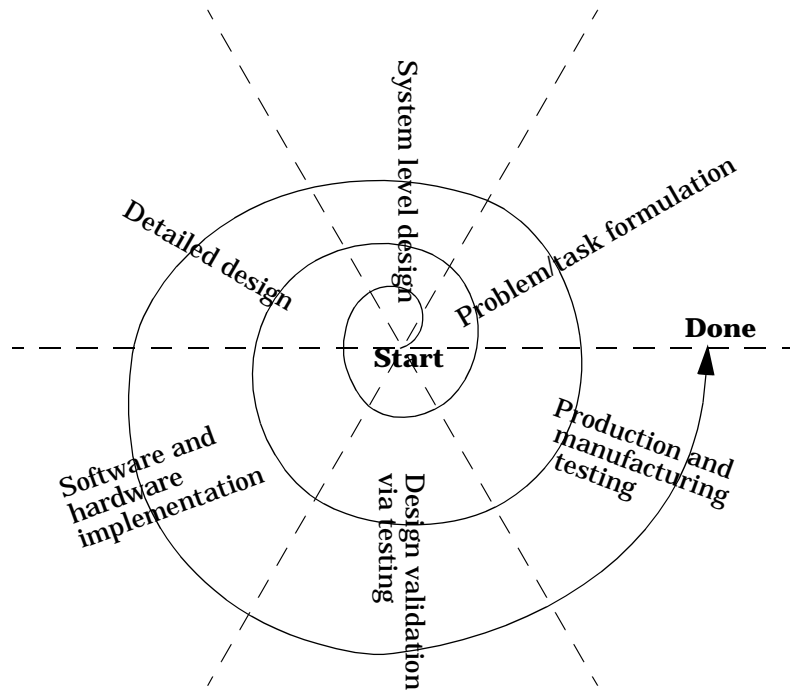 System level design
Problem/task formulation
Detailed design
Done
Start
Software and
hardware
implementation
Production and
manufacturing
testing
Design validation
via testing